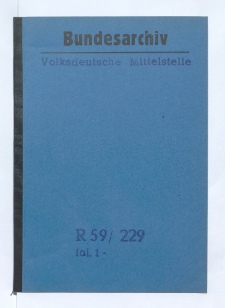 Bundesarchiv
Volksdeutsche Mittelstelle
R 59/ 229
fol. 1-